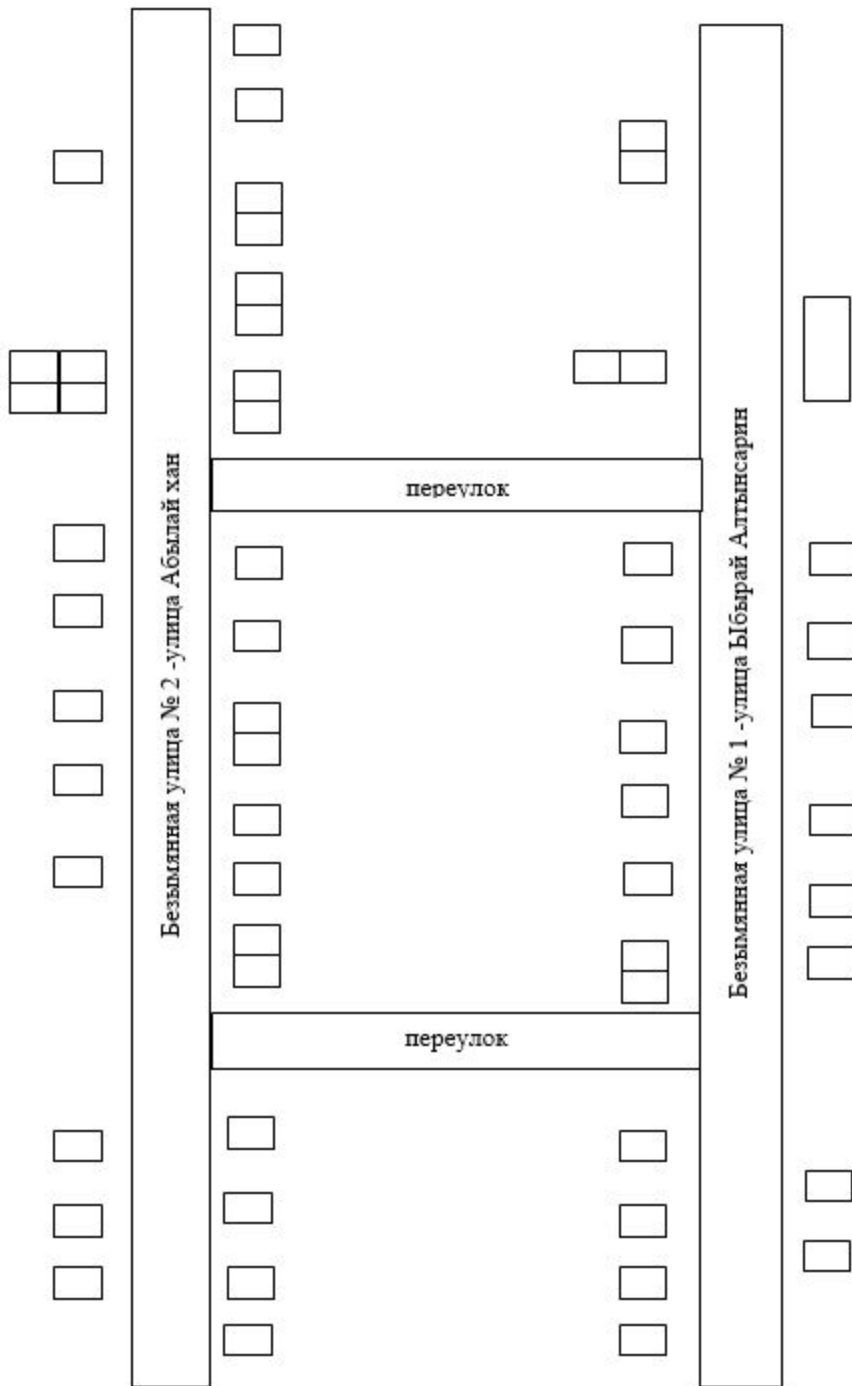 Безымянная улица № 2 -улица Абылай хан
переулок
переулок
Безымянная улица № 1 -улица Ыбырай Алтынсарин